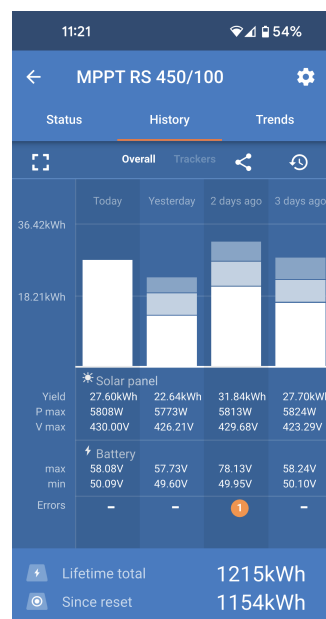 11:21 54%
MPPT RS 450/100
Status History Trends
Overall Trackers
Today Yesterday 2 days ago 3 days ago
36.42kWh
18.21kWh
Solar panel
Yield 27.60kWh 22.64kWh 31.84kWh 27.70kW
P max 5808W 5773W 5813W 5824W
V max 430.00V 426.21V 429.68V 423.29V
Battery
max 58.08V 57.73V 78.13V 58.24V
min 50.09V 49.60V 49.95V 50.10V
Errors – – 1 –
Lifetime total 1215kWh
Since reset 1154kWh